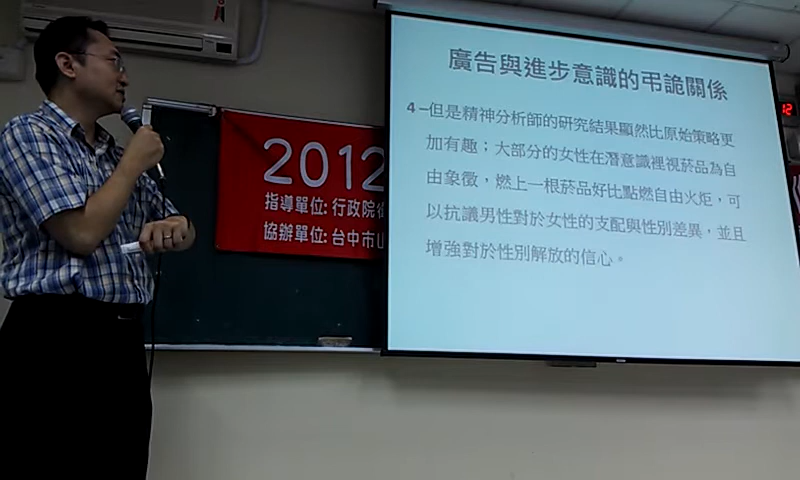 廣告與進步意識的弔詭關係
4 –但是精神分析師的研究結果顯然比原始策略更
加有趣；大部分的女性在潛意識裡視菸品為自
由象徵，燃上一根菸品好比點燃自由火炬，可
以抗議男性對於女性的支配與性別差異，並且
增強對於性別解放的信心。
2012
指導單位: 行政院衛
協辦單位: 台中市山
12